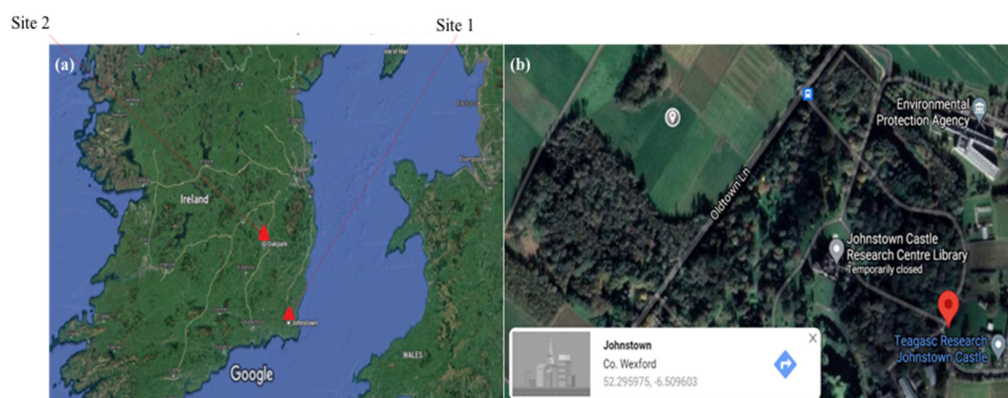 Site 2
Site 1
(a)
Ireland
Oakpark
Johnstown
WALES
Google
(b)
Environmental
Protection Agency
Oldtown Ln
Johnstown Castle
Research Centre Library
Temporarily closed
Teagasc Research
Johnstown Castle
Johnstown
Co. Wexford
52.295975, -6.509603
X